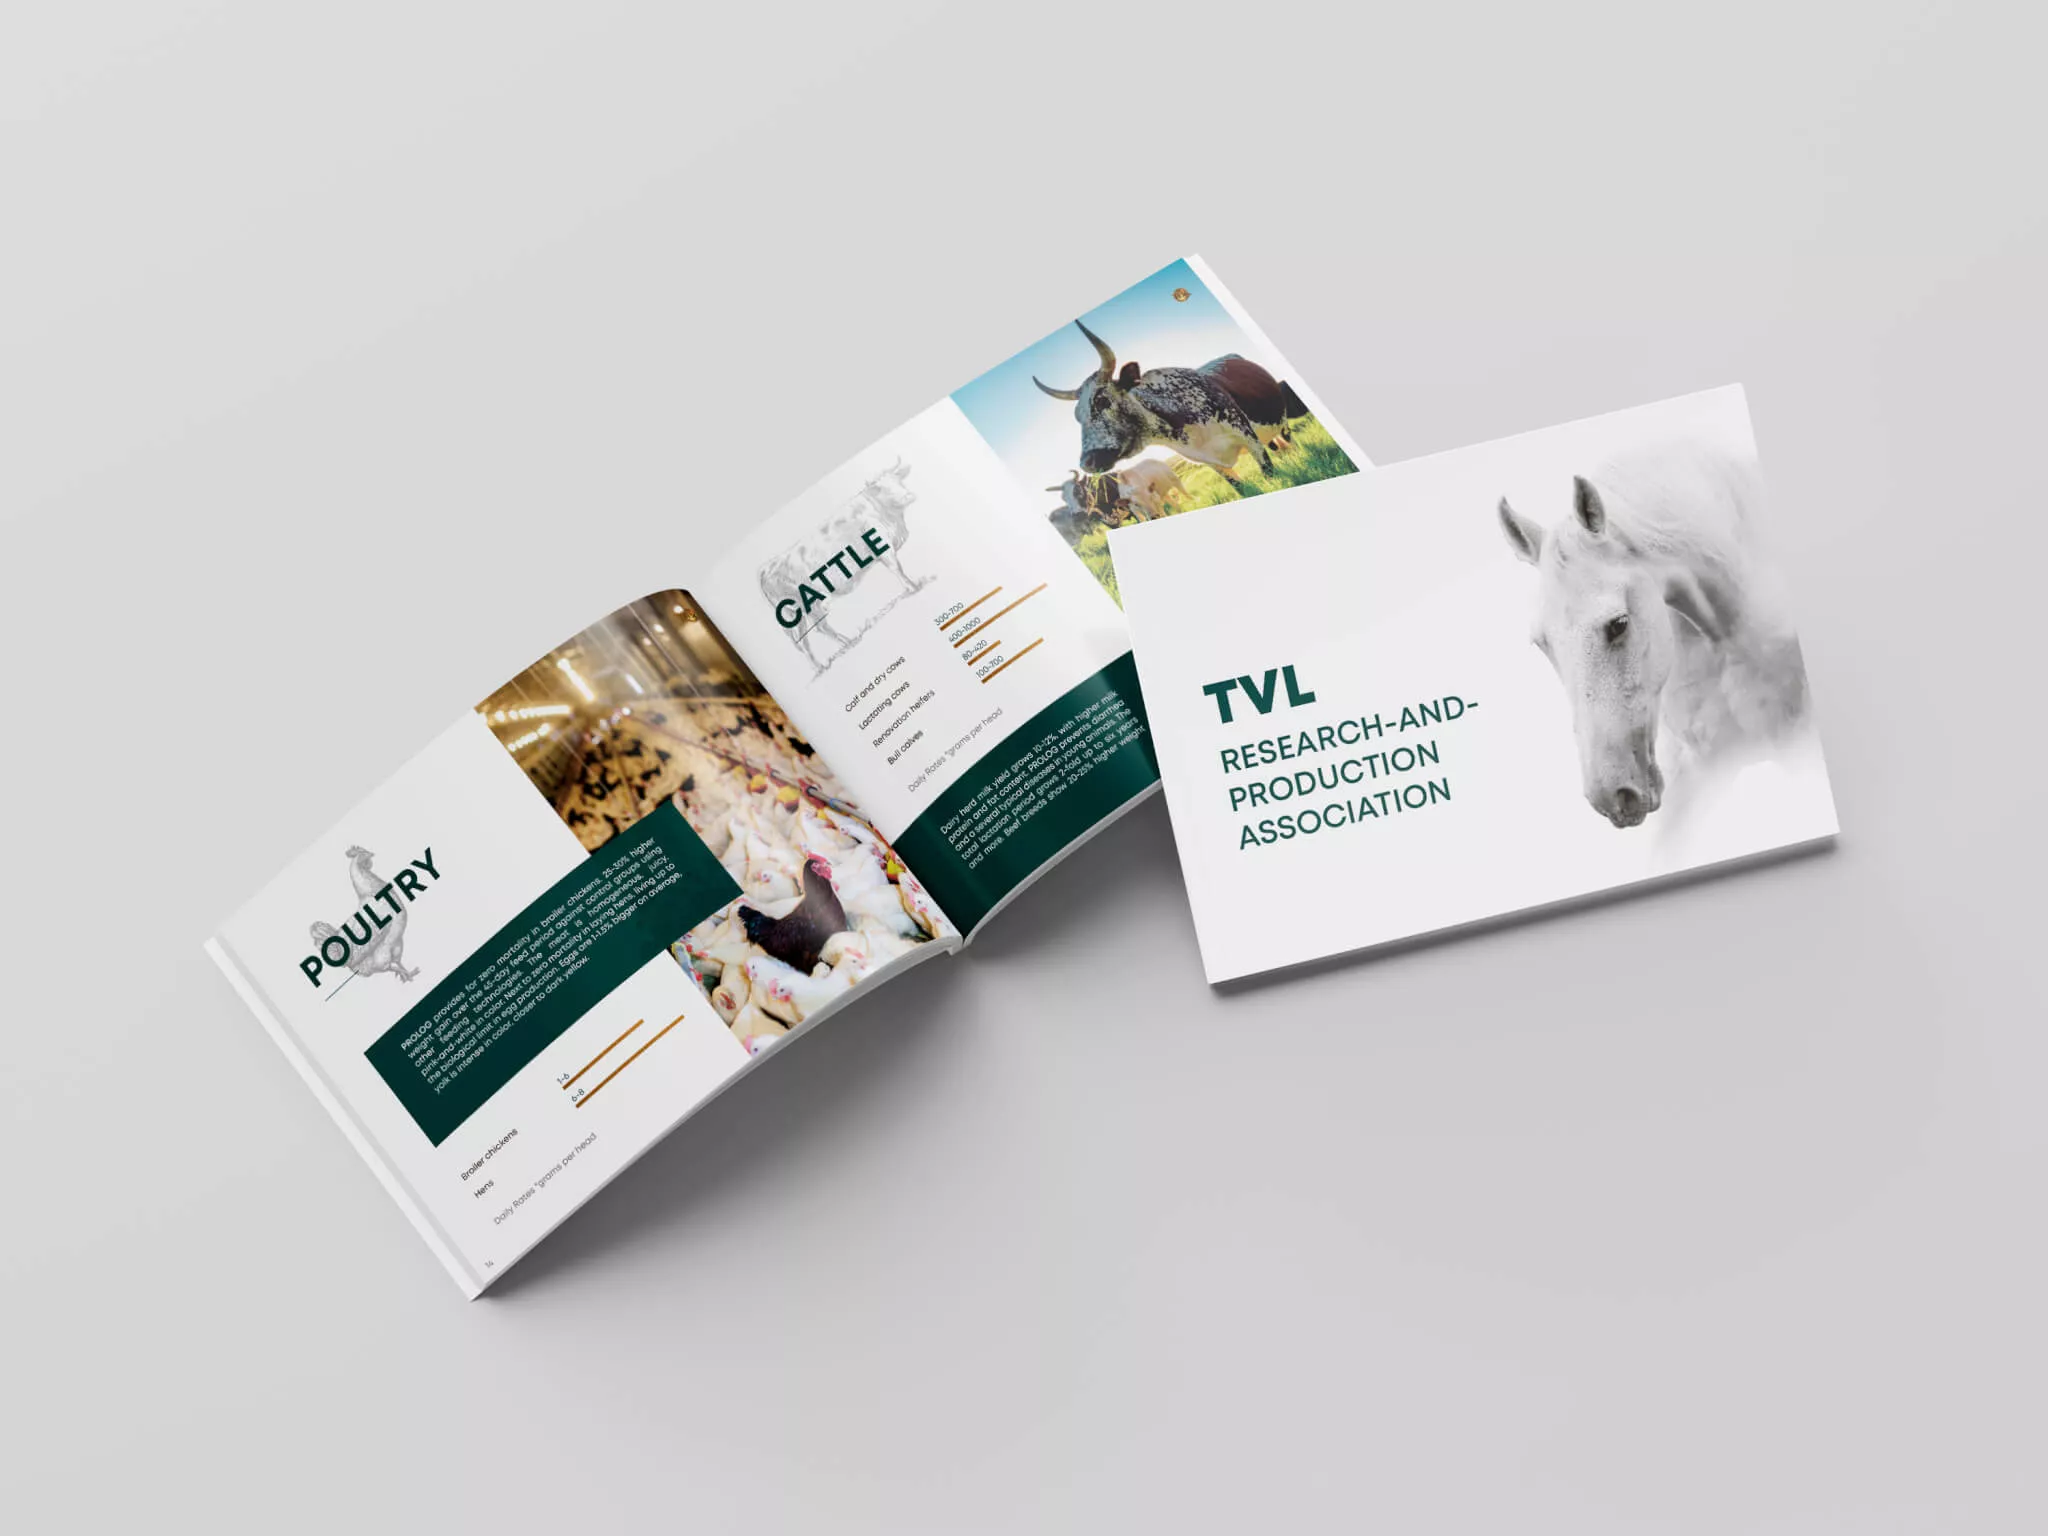 POULTRY
PROLOG provides for zero mortality in broiler chickens. 25-30% higher
weight gain over the 45-day feed period against control groups using
other feeding technologies. The meat is homogeneous, juicy,
pink-and-white in color. Next to zero mortality in laying hens, living up to
the biological limit in egg production. Eggs are 1-1.5% bigger on average,
yolk is intense in color, closer to dark yellow.
1-6
6-8
Broiler chickens
Hens
Daily Rates *grams per head
14
CATTLE
300-700
400-1000
80-420
100-700
Calf and dry cows
Lactating cows
Renovation heifers
Bull calves
Daily Rates *grams per head
Dairy herd milk yield grows 10-12%, with higher milk
protein and fat content. PROLOG prevents diarrhea
and a several typical diseases in young animals. The
total lactation period grows 2-fold up to six years
and more. Beef breeds show 20-25% higher weight
TVL
RESEARCH-AND-
PRODUCTION
ASSOCIATION